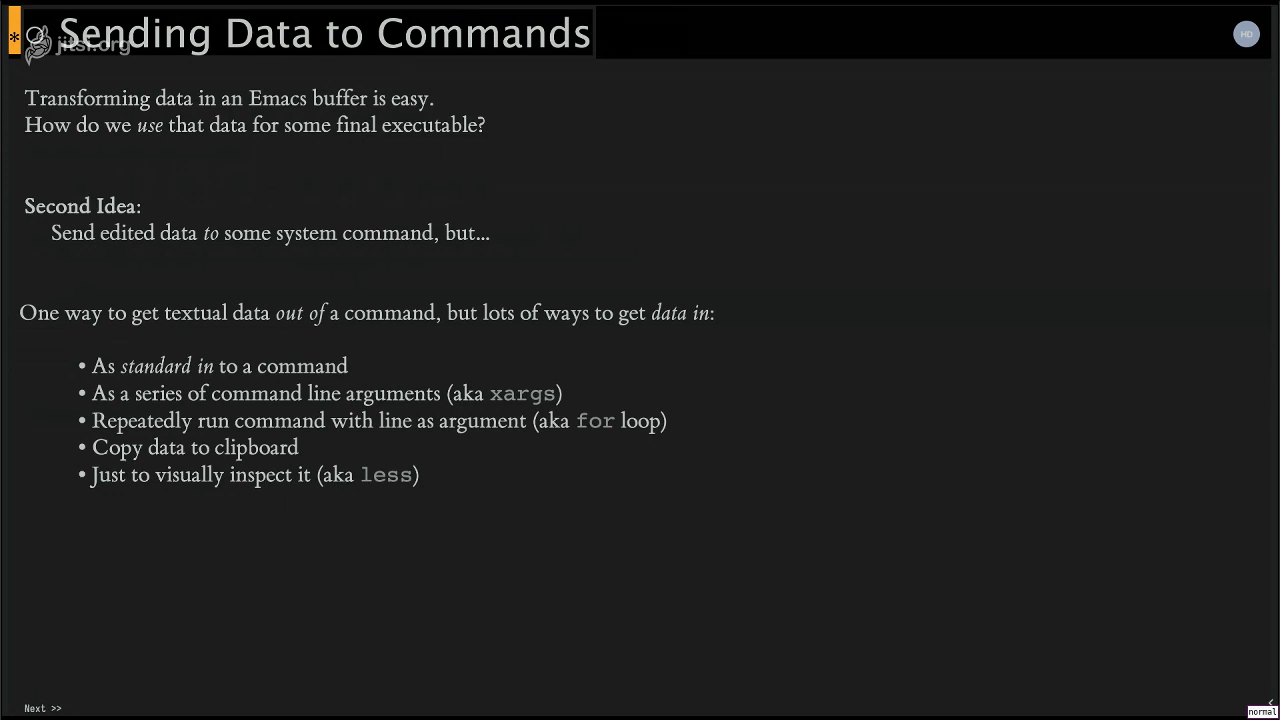 * Sending Data to Commands
jitsi.org
HD
Transforming data in an Emacs buffer is easy.
How do we use that data for some final executable?
Second Idea:
Send edited data to some system command, but...
One way to get textual data out of a command, but lots of ways to get data in:
• As standard in to a command
• As a series of command line arguments (aka xargs)
• Repeatedly run command with line as argument (aka for loop)
• Copy data to clipboard
• Just to visually inspect it (aka less)
Next >>
normal